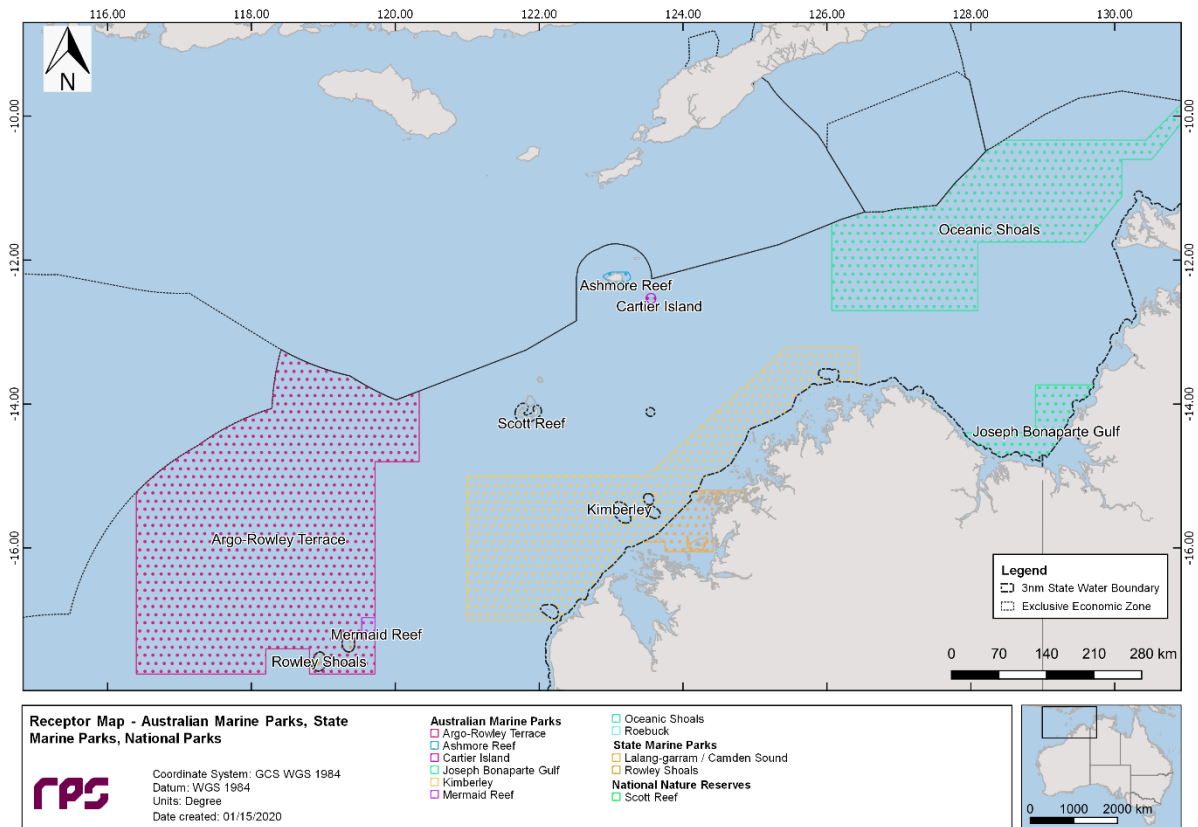 116.00 118.00 120.00 122.00 124.00 126.00 128.00 130.00
N
-10.00 -10.00
Oceanic Shoals
-12.00 -12.00
Ashmore Reef
Cartier Island
-14.00 -14.00
Scott Reef
Joseph Bonaparte Gulf
Kimberley
Argo-Rowley Terrace
-16.00 -16.00
Mermaid Reef
Rowley Shoals
Legend
3nm State Water Boundary
Exclusive Economic Zone
0 70 140 210 280 km
Receptor Map - Australian Marine Parks, State
Marine Parks, National Parks
rps
Coordinate System: GCS WGS 1984
Datum: WGS 1984
Units: Degree
Date created: 01/15/2020
Australian Marine Parks
Argo-Rowley Terrace
Ashmore Reef
Cartier Island
Joseph Bonaparte Gulf
Kimberley
Mermaid Reef
Oceanic Shoals
Roebuck
State Marine Parks
Lalang-garram / Camden Sound
Rowley Shoals
National Nature Reserves
Scott Reef
0 1000 2000 km